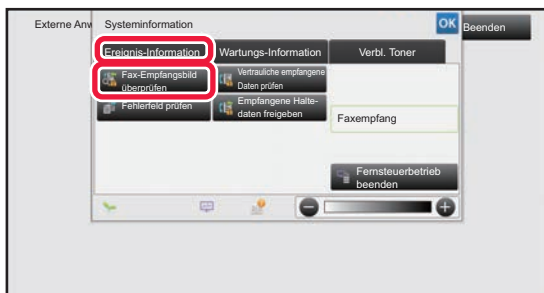 Externe Anw
Systeminformation
OK
Beenden
Ereignis-Information
Wartungs-Information
Verbl. Toner
Fax-Empfangsbild
überprüfen
Vertrauliche empfangene
Daten prüfen
Fehlerfeld prüfen
Empfangene Halte-
daten freigeben
Faxempfang
Fernsteuerbetrieb
beenden